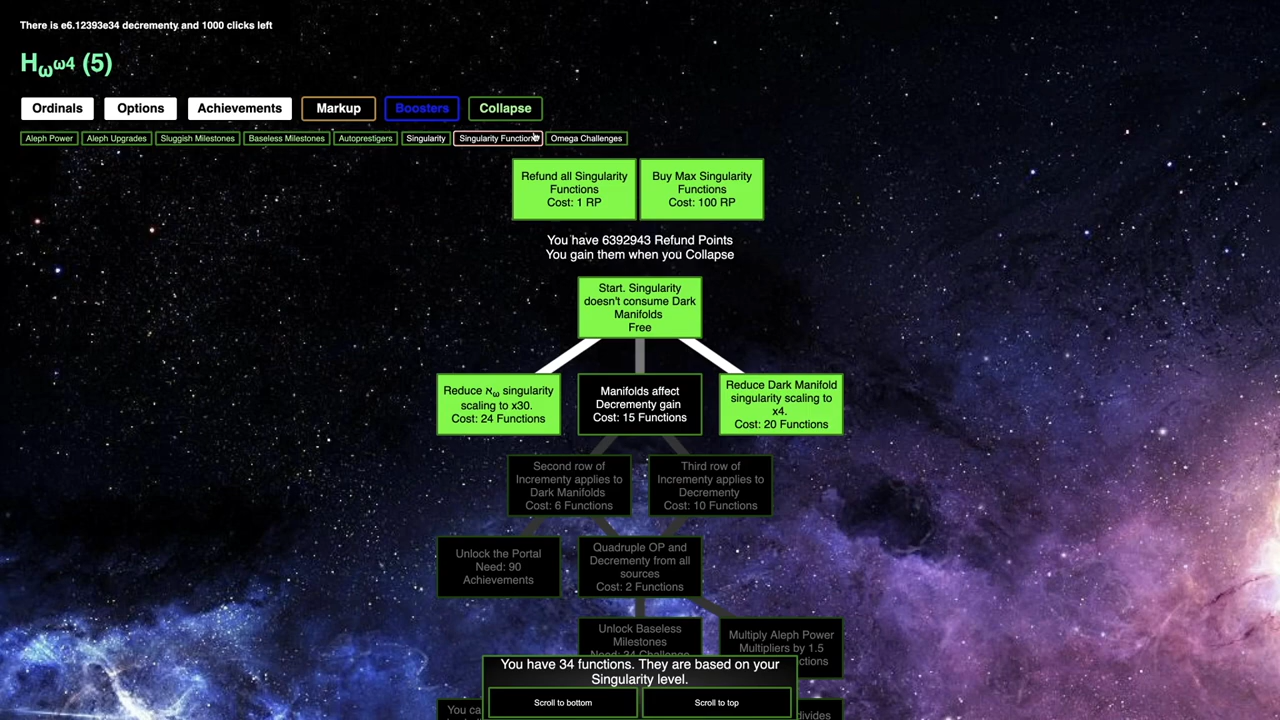 There is e6.12393e34 decrementy and 1000 clicks left
Hωω4 (5)
Ordinals
Options
Achievements
Markup
Boosters
Collapse
Aleph Power
Aleph Upgrades
Sluggish Milestones
Baseless Milestones
Autoprestigers
Singularity
Singularity Functions
Omega Challenges
Refund all Singularity
Functions
Cost: 1 RP
Buy Max Singularity
Functions
Cost: 100 RP
You have 6392943 Refund Points
You gain them when you Collapse
Start. Singularity
doesn't consume Dark
Manifolds
Free
Reduce ℵω singularity
scaling to x30.
Cost: 24 Functions
Manifolds affect
Decrementy gain
Cost: 15 Functions
Reduce Dark Manifold
singularity scaling to
x4.
Cost: 20 Functions
Second row of
Incrementy applies to
Dark Manifolds
Cost: 6 Functions
Third row of
Incrementy applies to
Decrementy
Cost: 10 Functions
Unlock the Portal
Need: 90
Achievements
Quadruple OP and
Decrementy from all
sources
Cost: 2 Functions
Unlock Baseless
Milestones
Need: 34
Multiply Aleph Power
Multipliers by 1.5
You have 34 functions. They are based on your
Singularity level.
Scroll to bottom
Scroll to top
You ca
divides